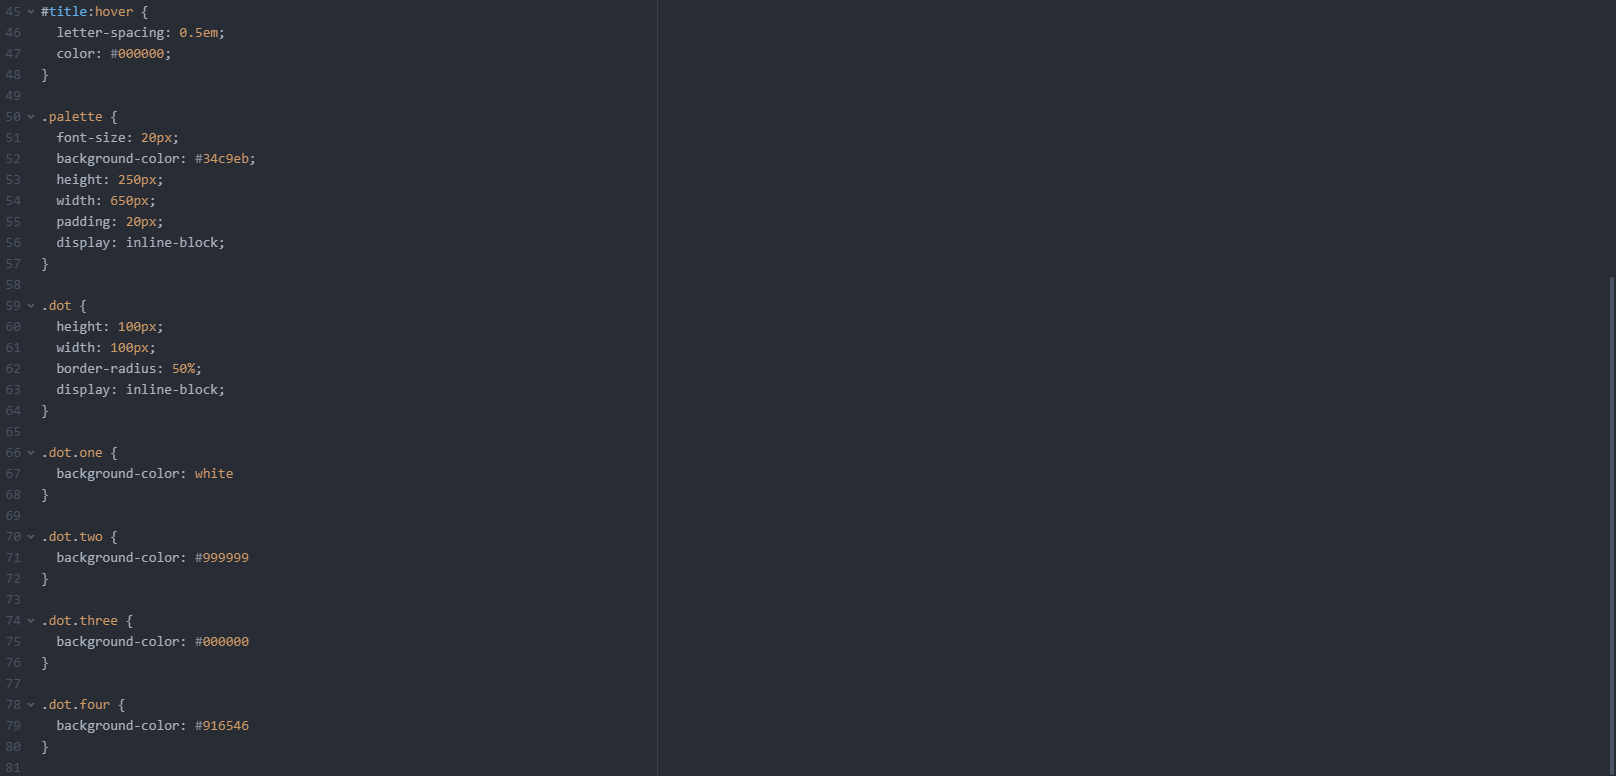 45 #title:hover {
46 letter-spacing: 0.5em;
47 color: #000000;
48 }
49
50 .palette {
51 font-size: 20px;
52 background-color: #34c9eb;
53 height: 250px;
54 width: 650px;
55 padding: 20px;
56 display: inline-block;
57 }
58
59 .dot {
60 height: 100px;
61 width: 100px;
62 border-radius: 50%;
63 display: inline-block;
64 }
65
66 .dot.one {
67 background-color: white
68 }
69
70 .dot.two {
71 background-color: #999999
72 }
73
74 .dot.three {
75 background-color: #000000
76 }
77
78 .dot.four {
79 background-color: #916546
80 }
81